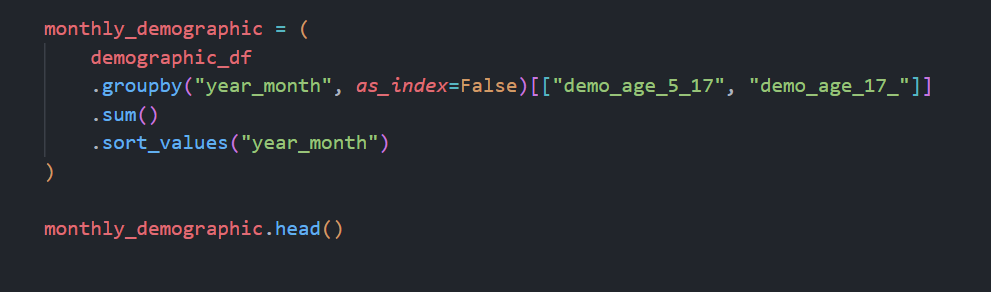 monthly_demographic = (
    demographic_df
    .groupby("year_month", as_index=False)[["demo_age_5_17", "demo_age_17_"]]
    .sum()
    .sort_values("year_month")
)
monthly_demographic.head()